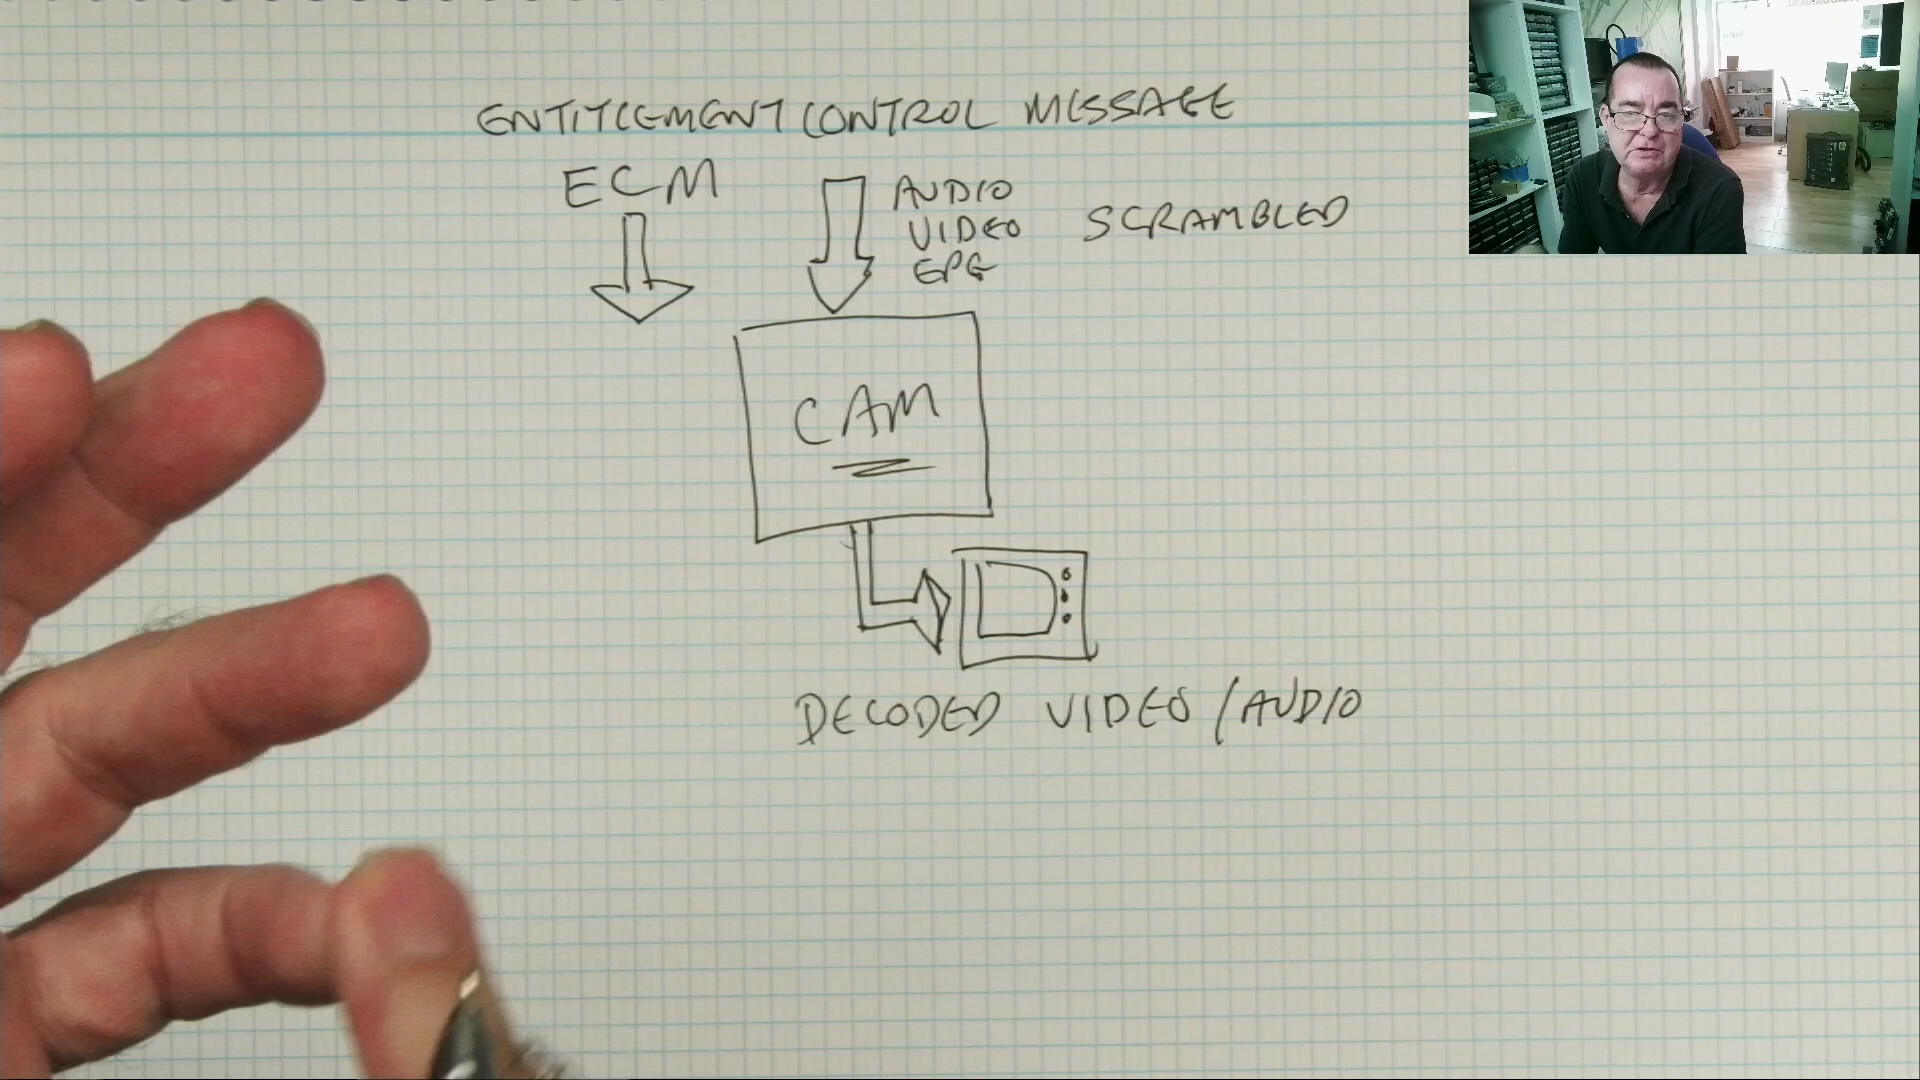 ENTITLEMENT CONTROL MESSAGE
ECM
AUDIO
VIDEO SCRAMBLED
EPG
CAM
DECODED VIDEO / AUDIO